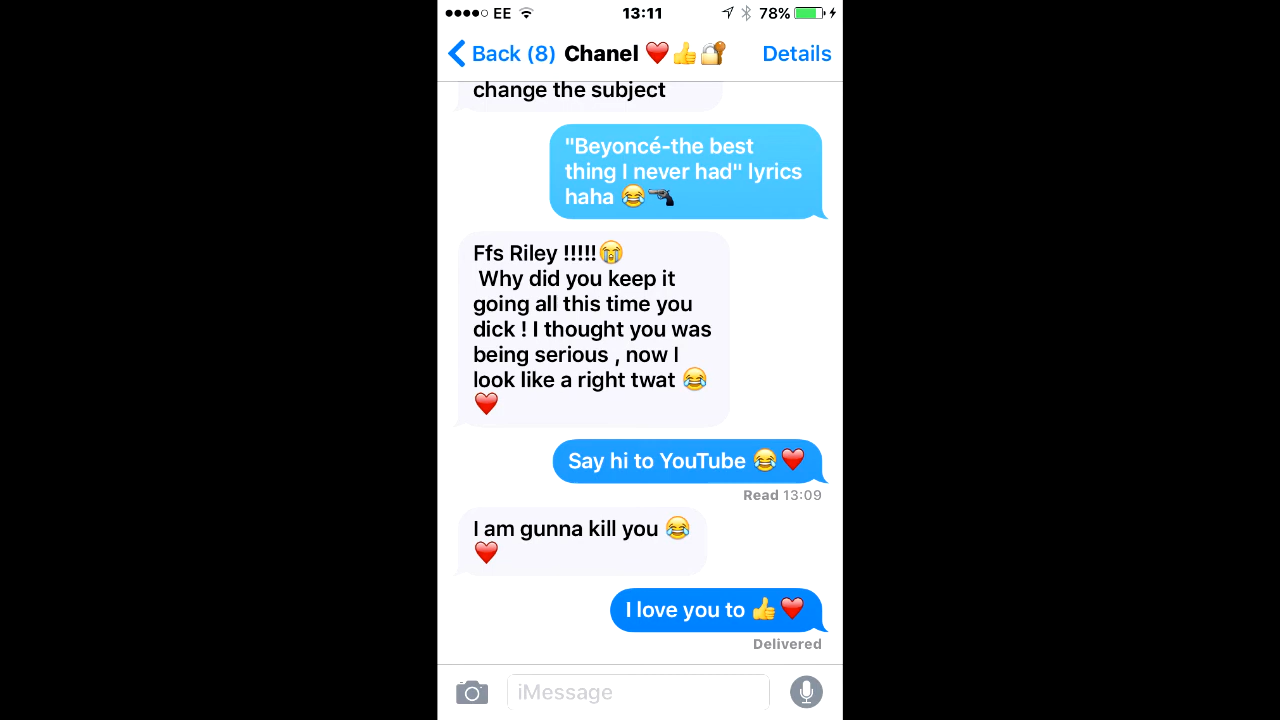 EE 13:11 78%
Back (8) Chanel ❤️👍🔐 Details
change the subject
"Beyoncé-the best
thing I never had" lyrics
haha 😂🔫
Ffs Riley !!!!!😭
Why did you keep it
going all this time you
dick ! I thought you was
being serious , now I
look like a right twat 😂
❤️
Say hi to YouTube 😂❤️
Read 13:09
I am gunna kill you 😂
❤️
I love you to 👍❤️
Delivered
iMessage